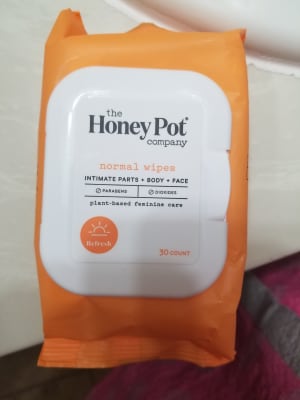 the
Honey Pot®
company
normal wipes
INTIMATE PARTS + BODY + FACE
PARABENS DIOXINS
plant-based feminine care
Refresh
30 COUNT